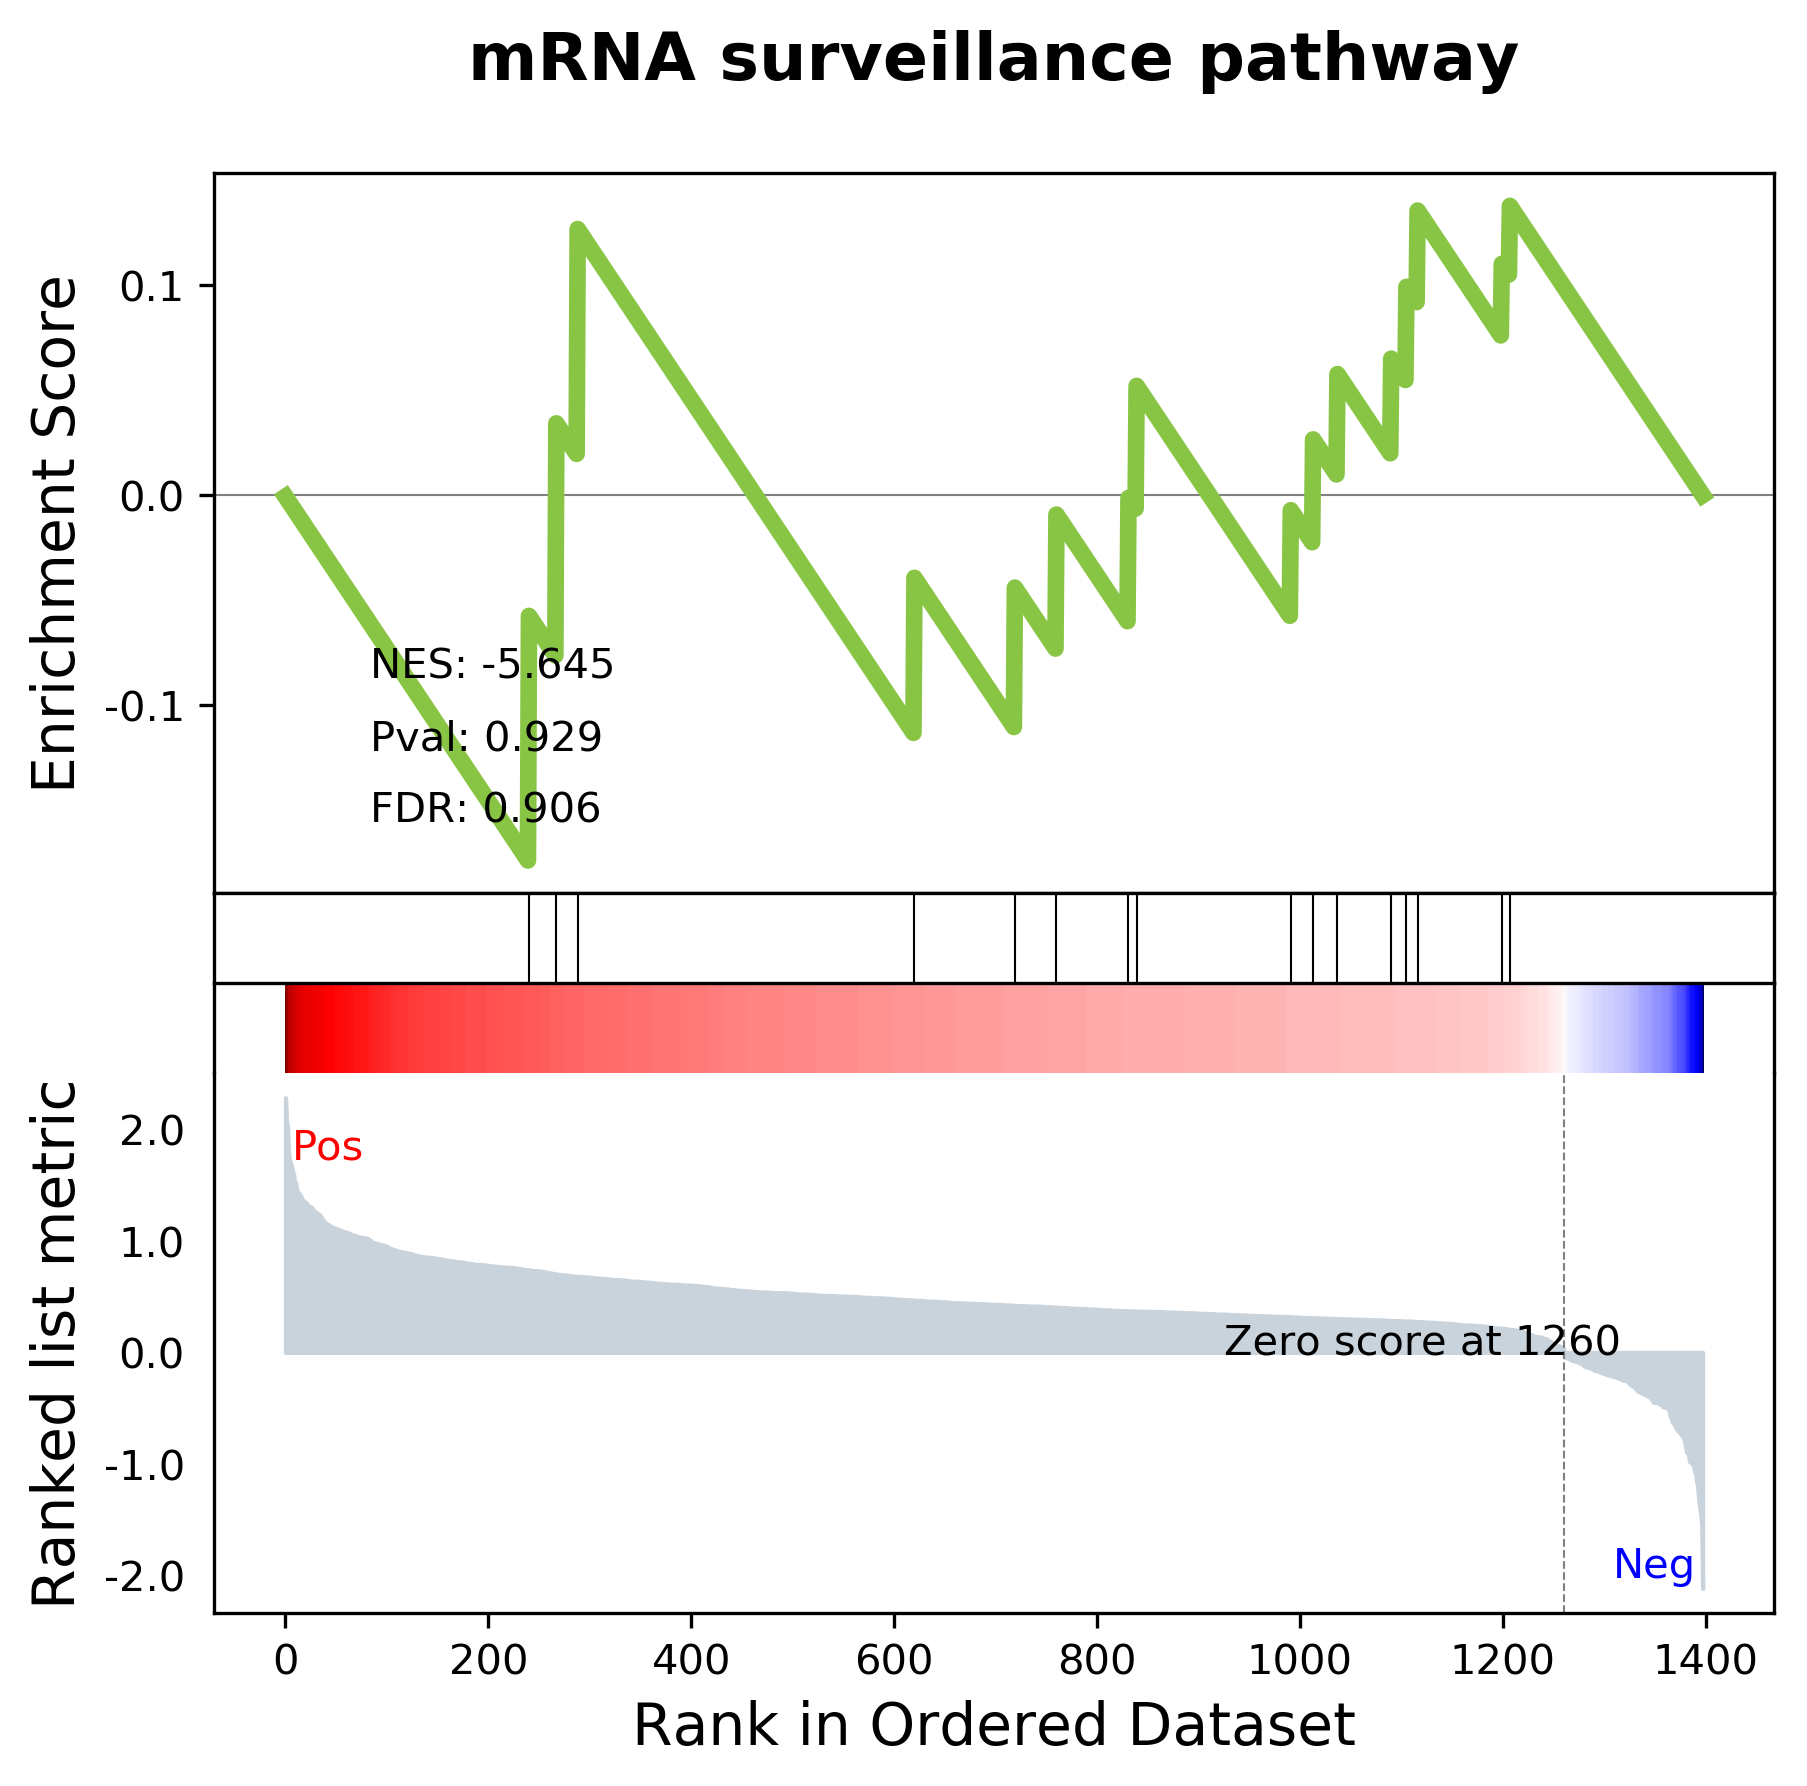 mRNA surveillance pathway
Enrichment Score
0.1
0.0
-0.1
NES: -5.645
Pval: 0.929
FDR: 0.906
Ranked list metric
2.0
1.0
0.0
-1.0
-2.0
Pos
Zero score at 1260
Neg
0 200 400 600 800 1000 1200 1400
Rank in Ordered Dataset